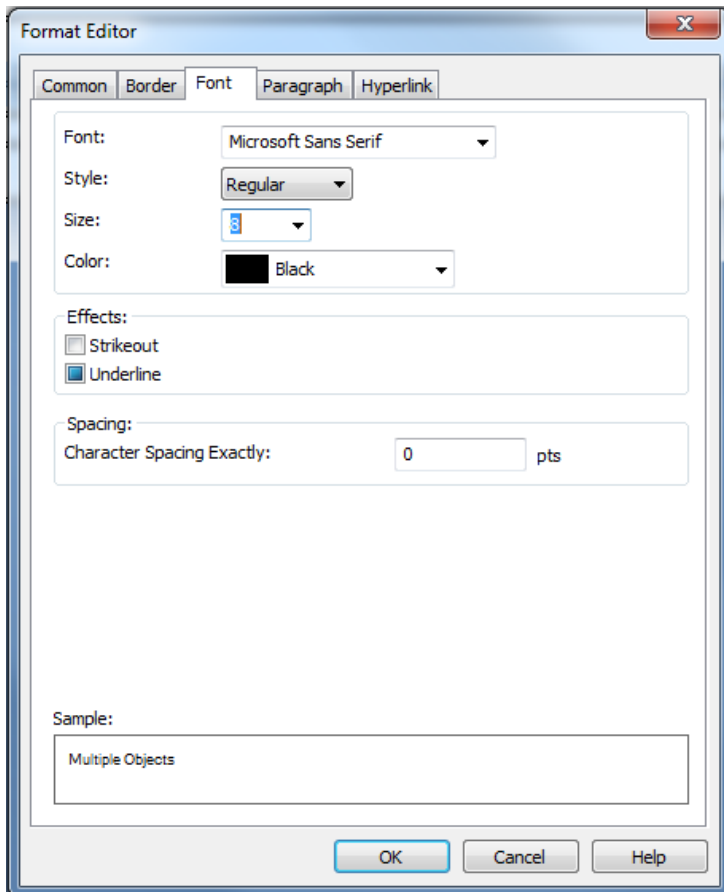 Format Editor
Common Border Font Paragraph Hyperlink
Font: Microsoft Sans Serif
Style: Regular
Size: 8
Color: Black
Effects:
Strikeout
Underline
Spacing:
Character Spacing Exactly: 0 pts
Sample:
Multiple Objects
OK Cancel Help